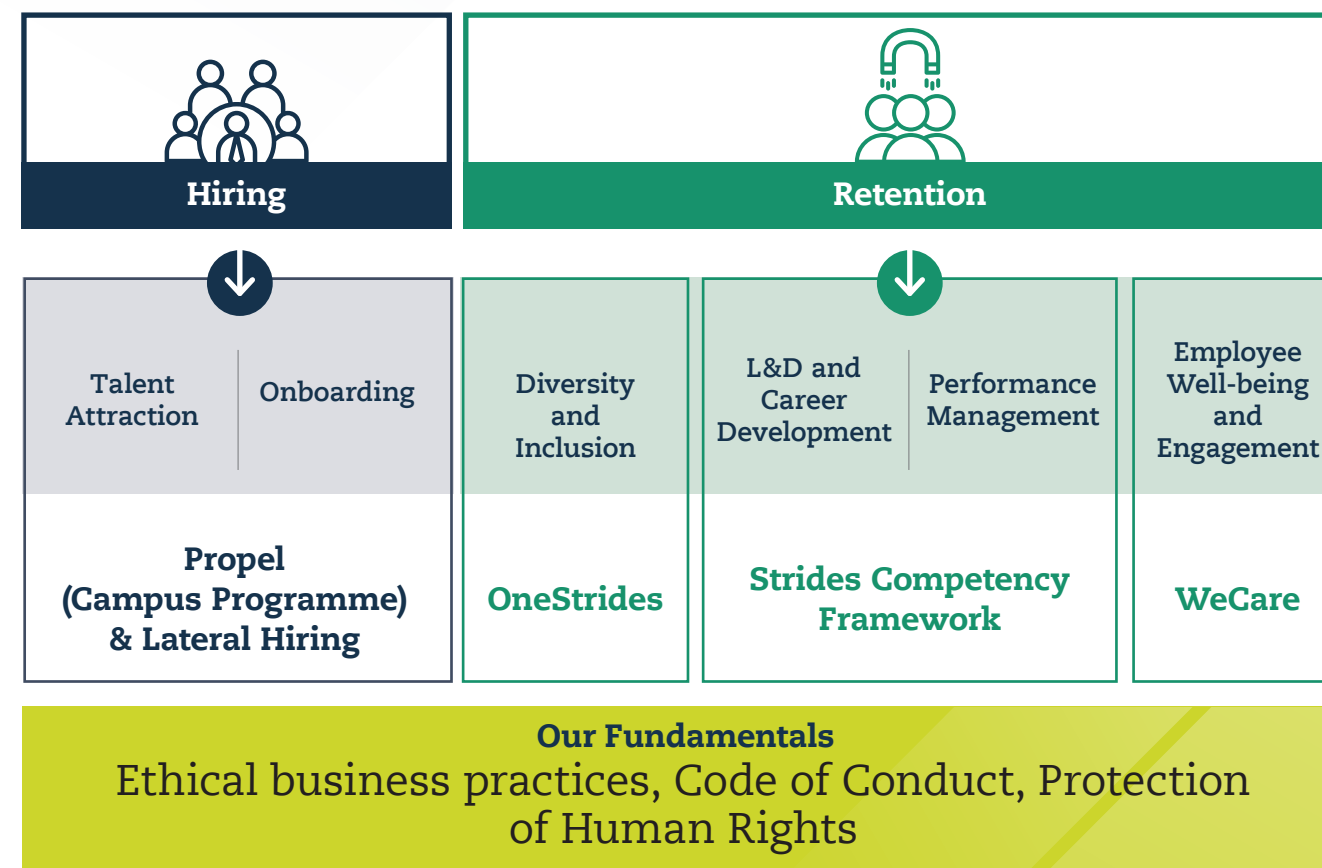 Hiring
Retention
Talent
Attraction
Onboarding
Diversity
and
Inclusion
L&D and
Career
Development
Performance
Management
Employee
Well-being
and
Engagement
Propel
(Campus Programme)
& Lateral Hiring
OneStrides
Strides Competency
Framework
WeCare
Our Fundamentals
Ethical business practices, Code of Conduct, Protection
of Human Rights